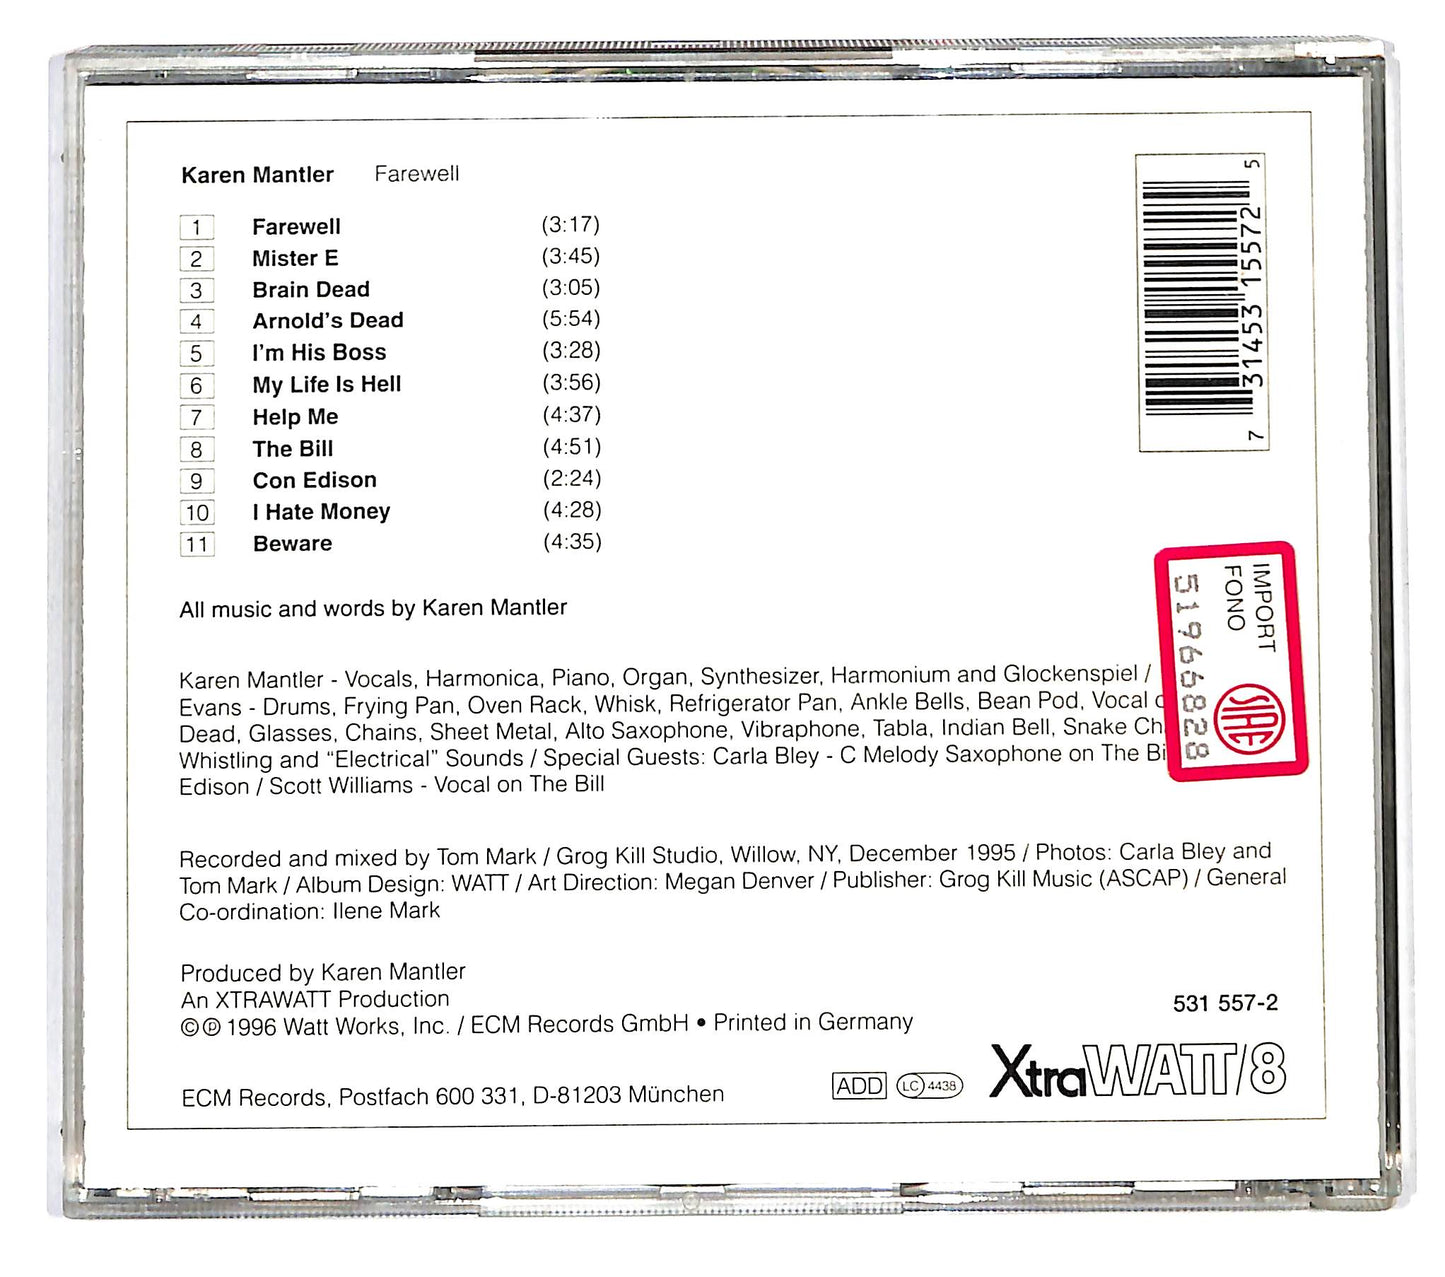 Karen Mantler Farewell
1 Farewell (3:17)
2 Mister E (3:45)
3 Brain Dead (3:05)
4 Arnold's Dead (5:54)
5 I'm His Boss (3:28)
6 My Life Is Hell (3:56)
7 Help Me (4:37)
8 The Bill (4:51)
9 Con Edison (2:24)
10 I Hate Money (4:28)
11 Beware (4:35)
All music and words by Karen Mantler
Karen Mantler - Vocals, Harmonica, Piano, Organ, Synthesizer, Harmonium and Glockenspiel /
Evans - Drums, Frying Pan, Oven Rack, Whisk, Refrigerator Pan, Ankle Bells, Bean Pod, Vocal
Dead, Glasses, Chains, Sheet Metal, Alto Saxophone, Vibraphone, Tabla, Indian Bell, Snake
Whistling and “Electrical” Sounds / Special Guests: Carla Bley - C Melody Saxophone on The
Edison / Scott Williams - Vocal on The Bill
Recorded and mixed by Tom Mark / Grog Kill Studio, Willow, NY, December 1995 / Photos: Carla Bley and
Tom Mark / Album Design: WATT / Art Direction: Megan Denver / Publisher: Grog Kill Music (ASCAP) / General
Co-ordination: Ilene Mark
Produced by Karen Mantler
An XTRAWATT Production
©℗ 1996 Watt Works, Inc. / ECM Records GmbH • Printed in Germany
ECM Records, Postfach 600 331, D-81203 München
ADD
LC 4438
531 557-2
XtraWATT/8
7 31453 15572 5
IMPORT
FONO
519666828
SIAE